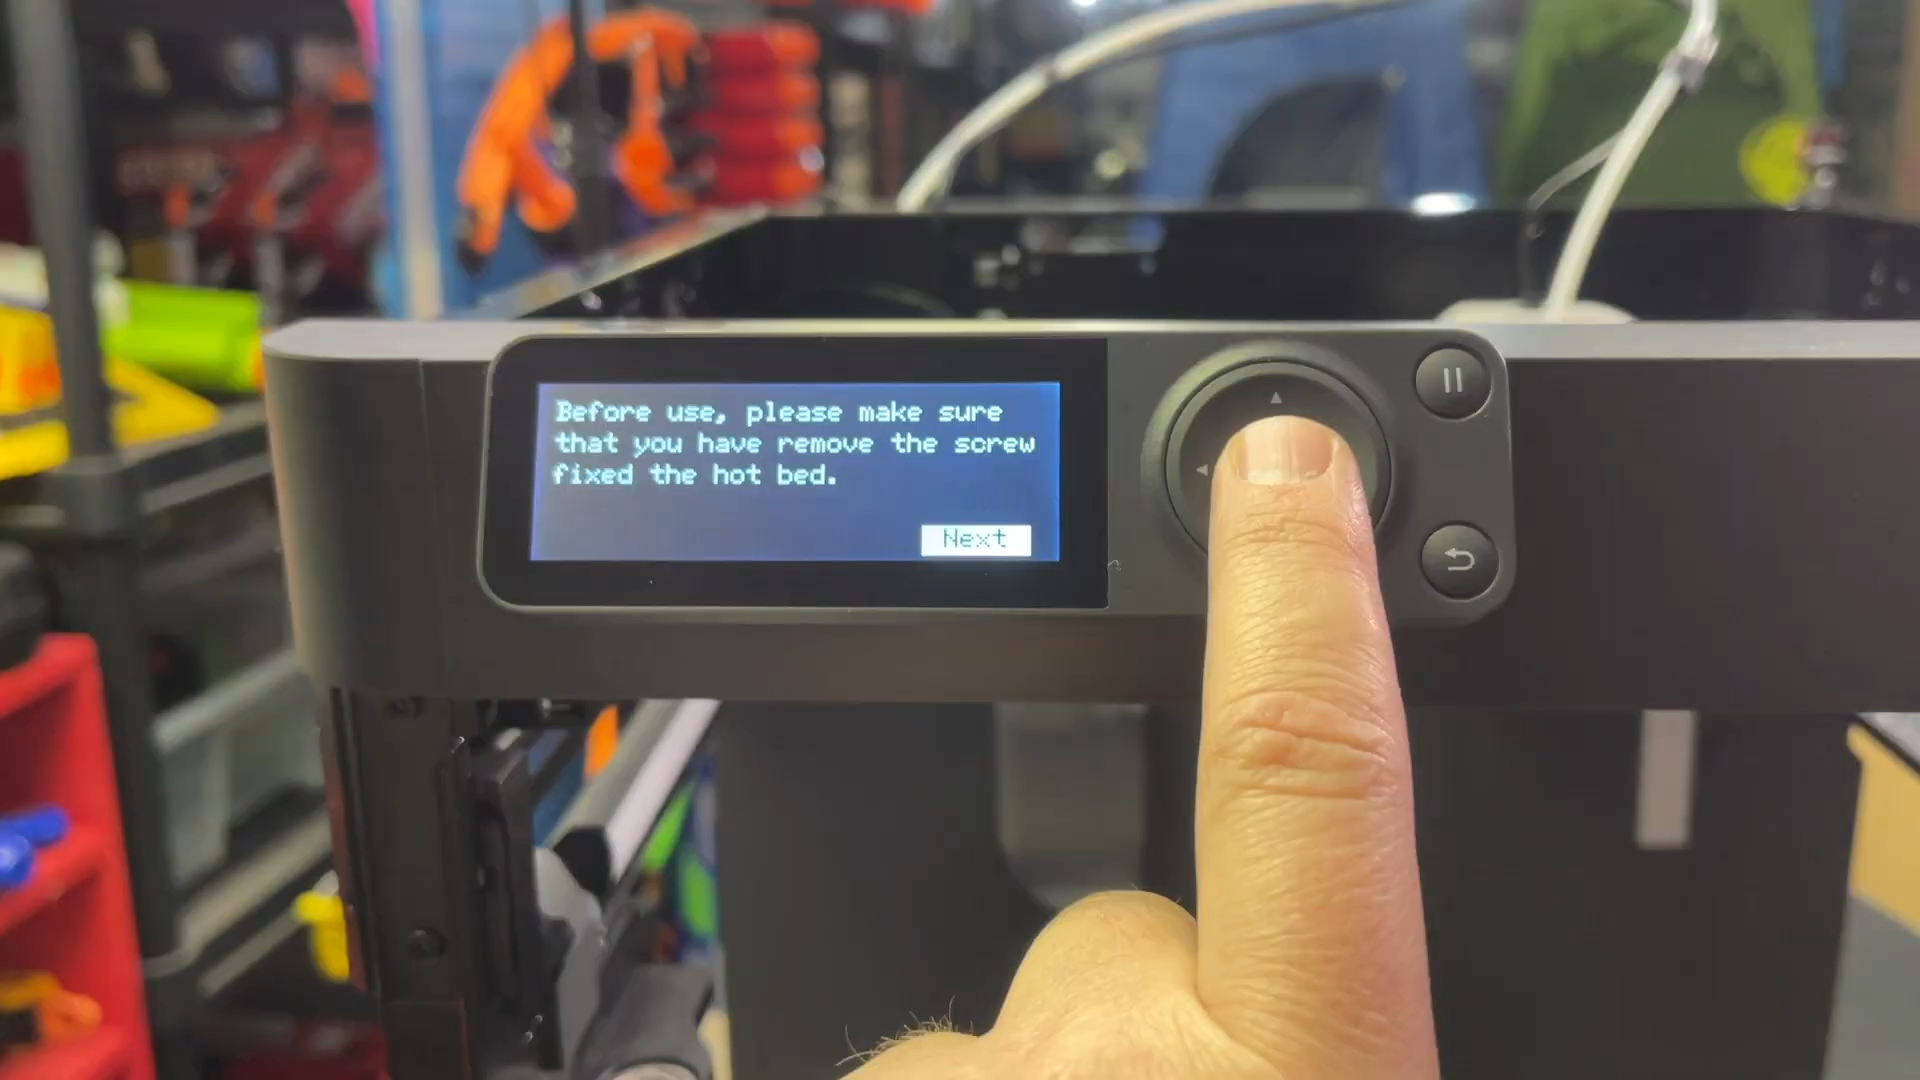 Before use, please make sure
that you have remove the screw
fixed the hot bed.
Next